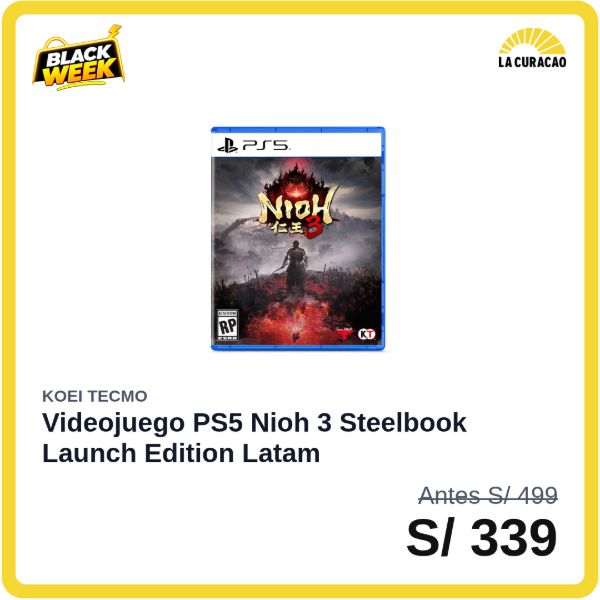 BLACK
WEEK
LA CURACAO
PS5
NIOH
3
仁王
RP
ESRB
KT
KOEI TECMO
Videojuego PS5 Nioh 3 Steelbook
Launch Edition Latam
Antes S/ 499
S/ 339